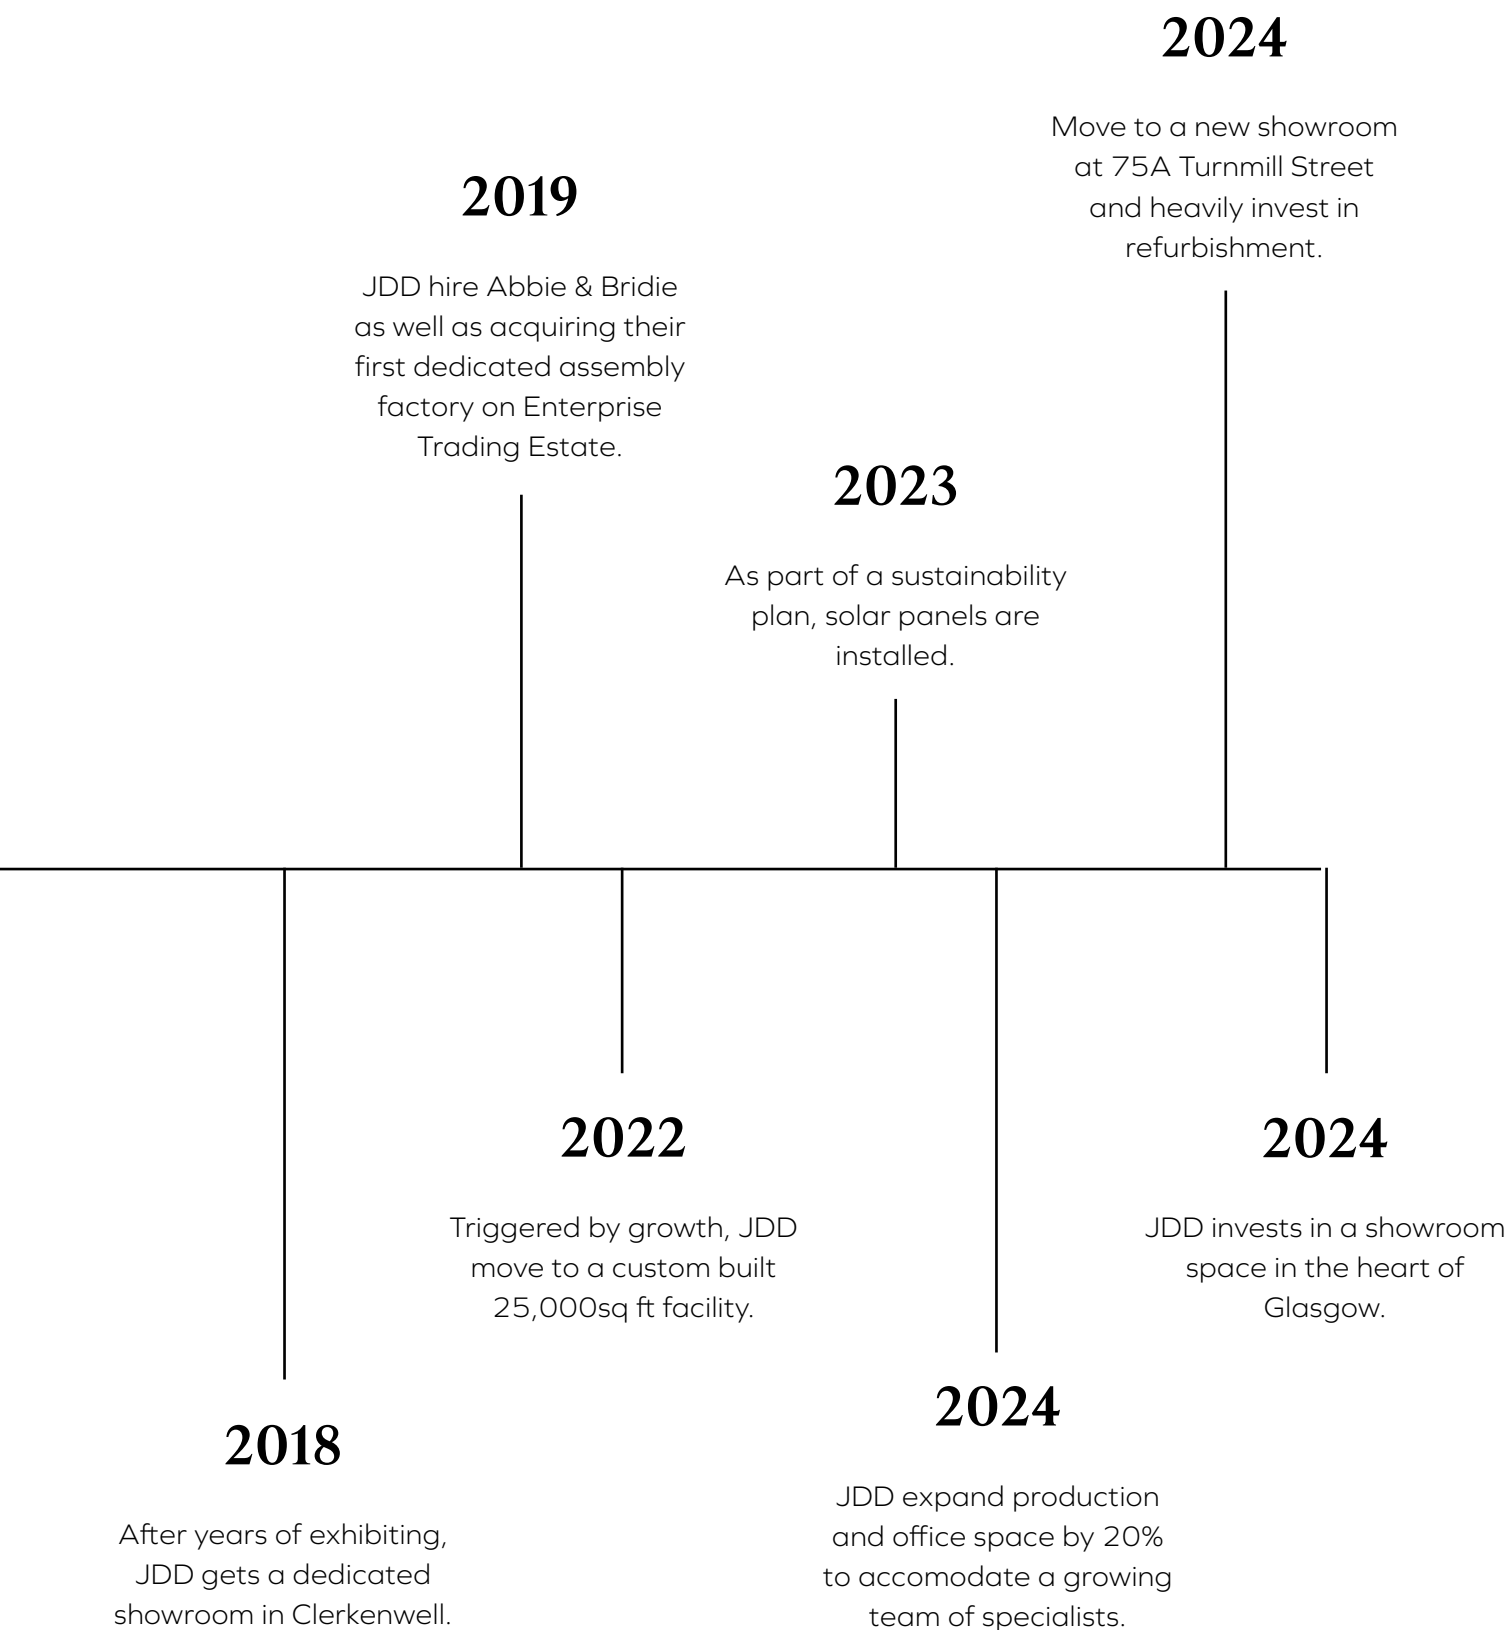 2024
Move to a new showroom
at 75A Turnmill Street
and heavily invest in
refurbishment.
2019
JDD hire Abbie & Bridie
as well as acquiring their
first dedicated assembly
factory on Enterprise
Trading Estate.
2023
As part of a sustainability
plan, solar panels are
installed.
2022
Triggered by growth, JDD
move to a custom built
25,000sq ft facility.
2024
JDD invests in a showroom
space in the heart of
Glasgow.
2018
After years of exhibiting,
JDD gets a dedicated
showroom in Clerkenwell.
2024
JDD expand production
and office space by 20%
to accomodate a growing
team of specialists.